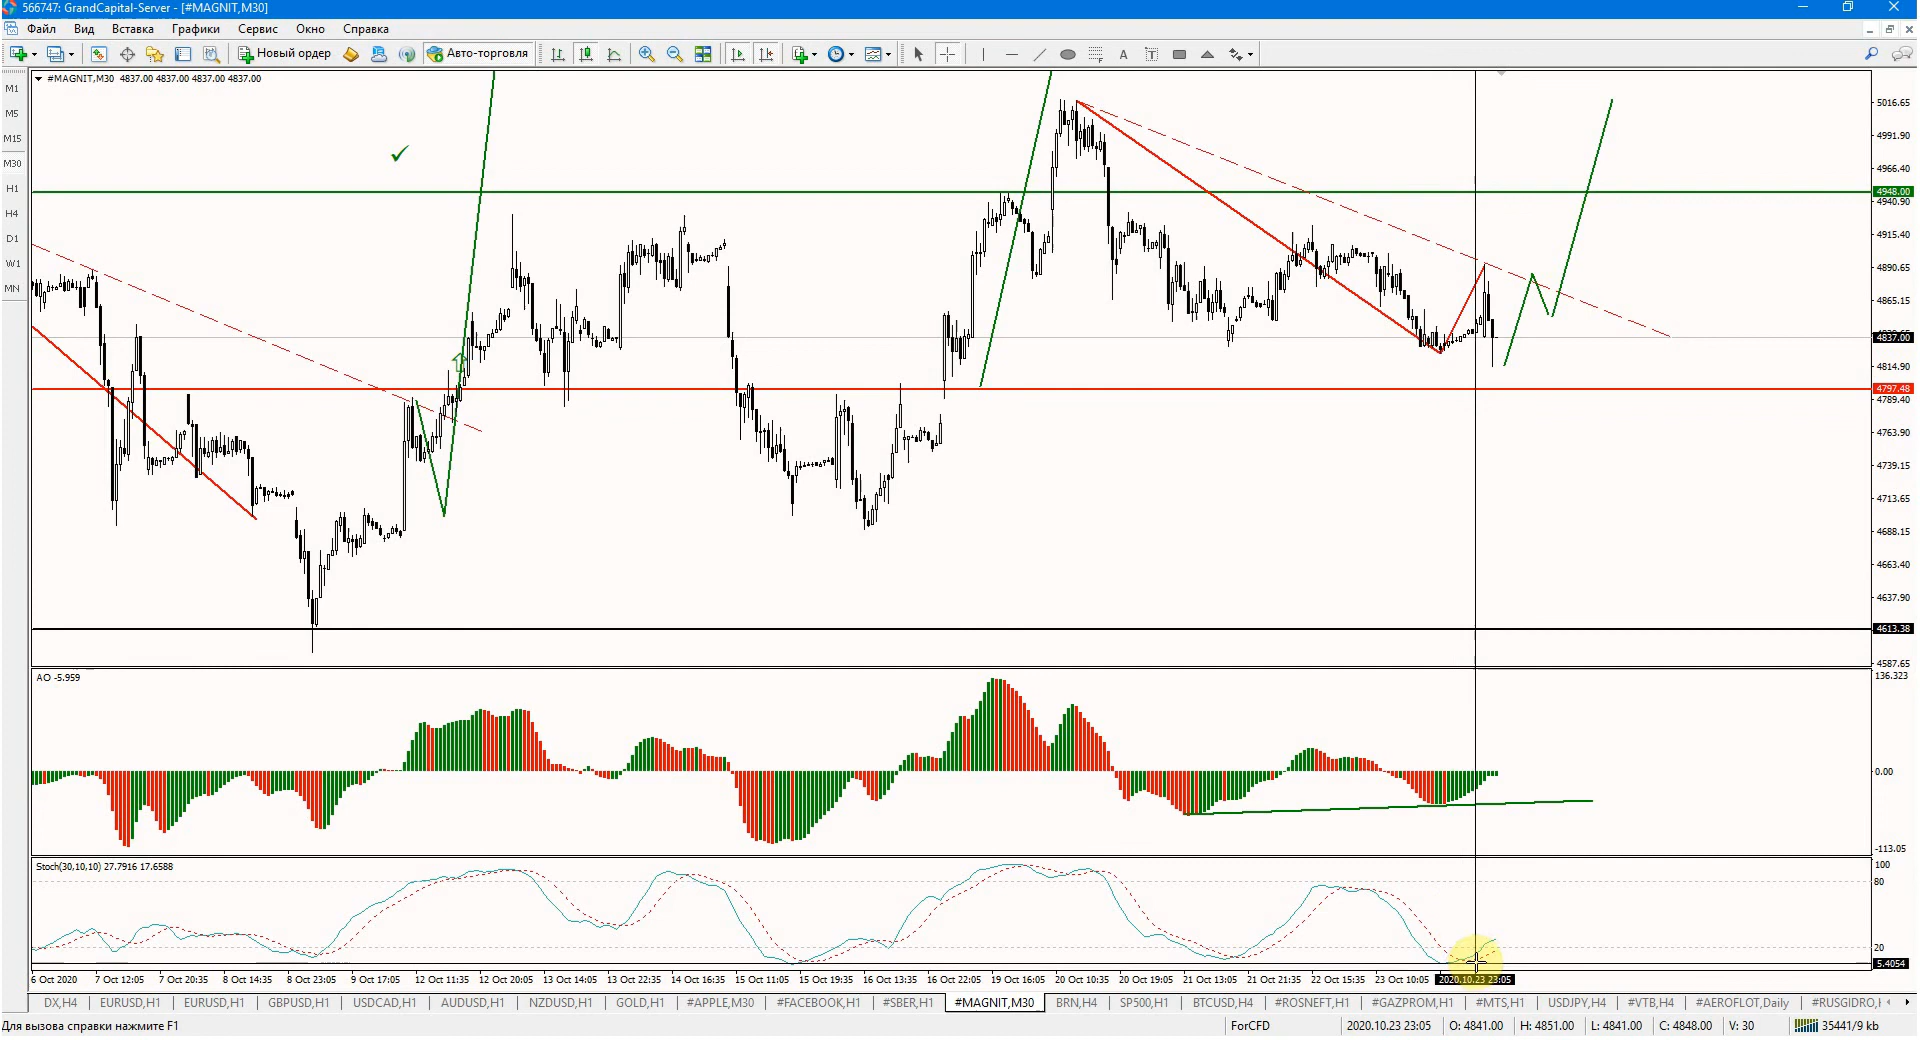 566747: GrandCapital-Server - [#MAGNIT,M30]
Файл Вид Вставка Графики Сервис Окно Справка
Новый ордер Авто-торговля
A T
M1
M5
M15
M30
H1
H4
D1
W1
MN
#MAGNIT,M30 4837.00 4837.00 4837.00 4837.00
5016.65
4991.90
4966.40
4948.00
4940.90
4915.40
4890.65
4865.15
4837.00
4814.90
4797.48
4789.40
4763.90
4739.15
4713.65
4688.15
4663.40
4637.90
4613.38
4587.65
AO -5.959
136.323
0.00
-113.05
Stoch(30,10,10) 27.7916 17.6588
100
80
20
5.4054
6 Oct 2020 7 Oct 12:05 7 Oct 20:35 8 Oct 14:35 8 Oct 23:05 9 Oct 17:05 12 Oct 11:35 12 Oct 20:05 13 Oct 13:05 13 Oct 22:35 14 Oct 16:35 15 Oct 11:05 15 Oct 19:35 16 Oct 13:35 16 Oct 22:05 19 Oct 16:05 20 Oct 10:35 20 Oct 19:05 21 Oct 13:05 21 Oct 21:35 22 Oct 15:35 23 Oct 10:05 2020.10.23 23:05
DX,H4 EURUSD,H1 EURUSD,H1 GBPUSD,H1 USDCAD,H1 AUDUSD,H1 NZDUSD,H1 GOLD,H1 #APPLE,M30 #FACEBOOK,H1 #SBER,H1 #MAGNIT,M30 BRN,H4 SP500,H1 BTCUSD,H4 #ROSNEFT,H1 #GAZPROM,H1 #MTS,H1 USDJPY,H4 #VTB,H4 #AEROFLOT,Daily #RUSGIDRO,
Для вызова справки нажмите F1 ForCFD 2020.10.23 23:05 O: 4841.00 H: 4851.00 L: 4841.00 C: 4848.00 V: 30 35441/9 kb